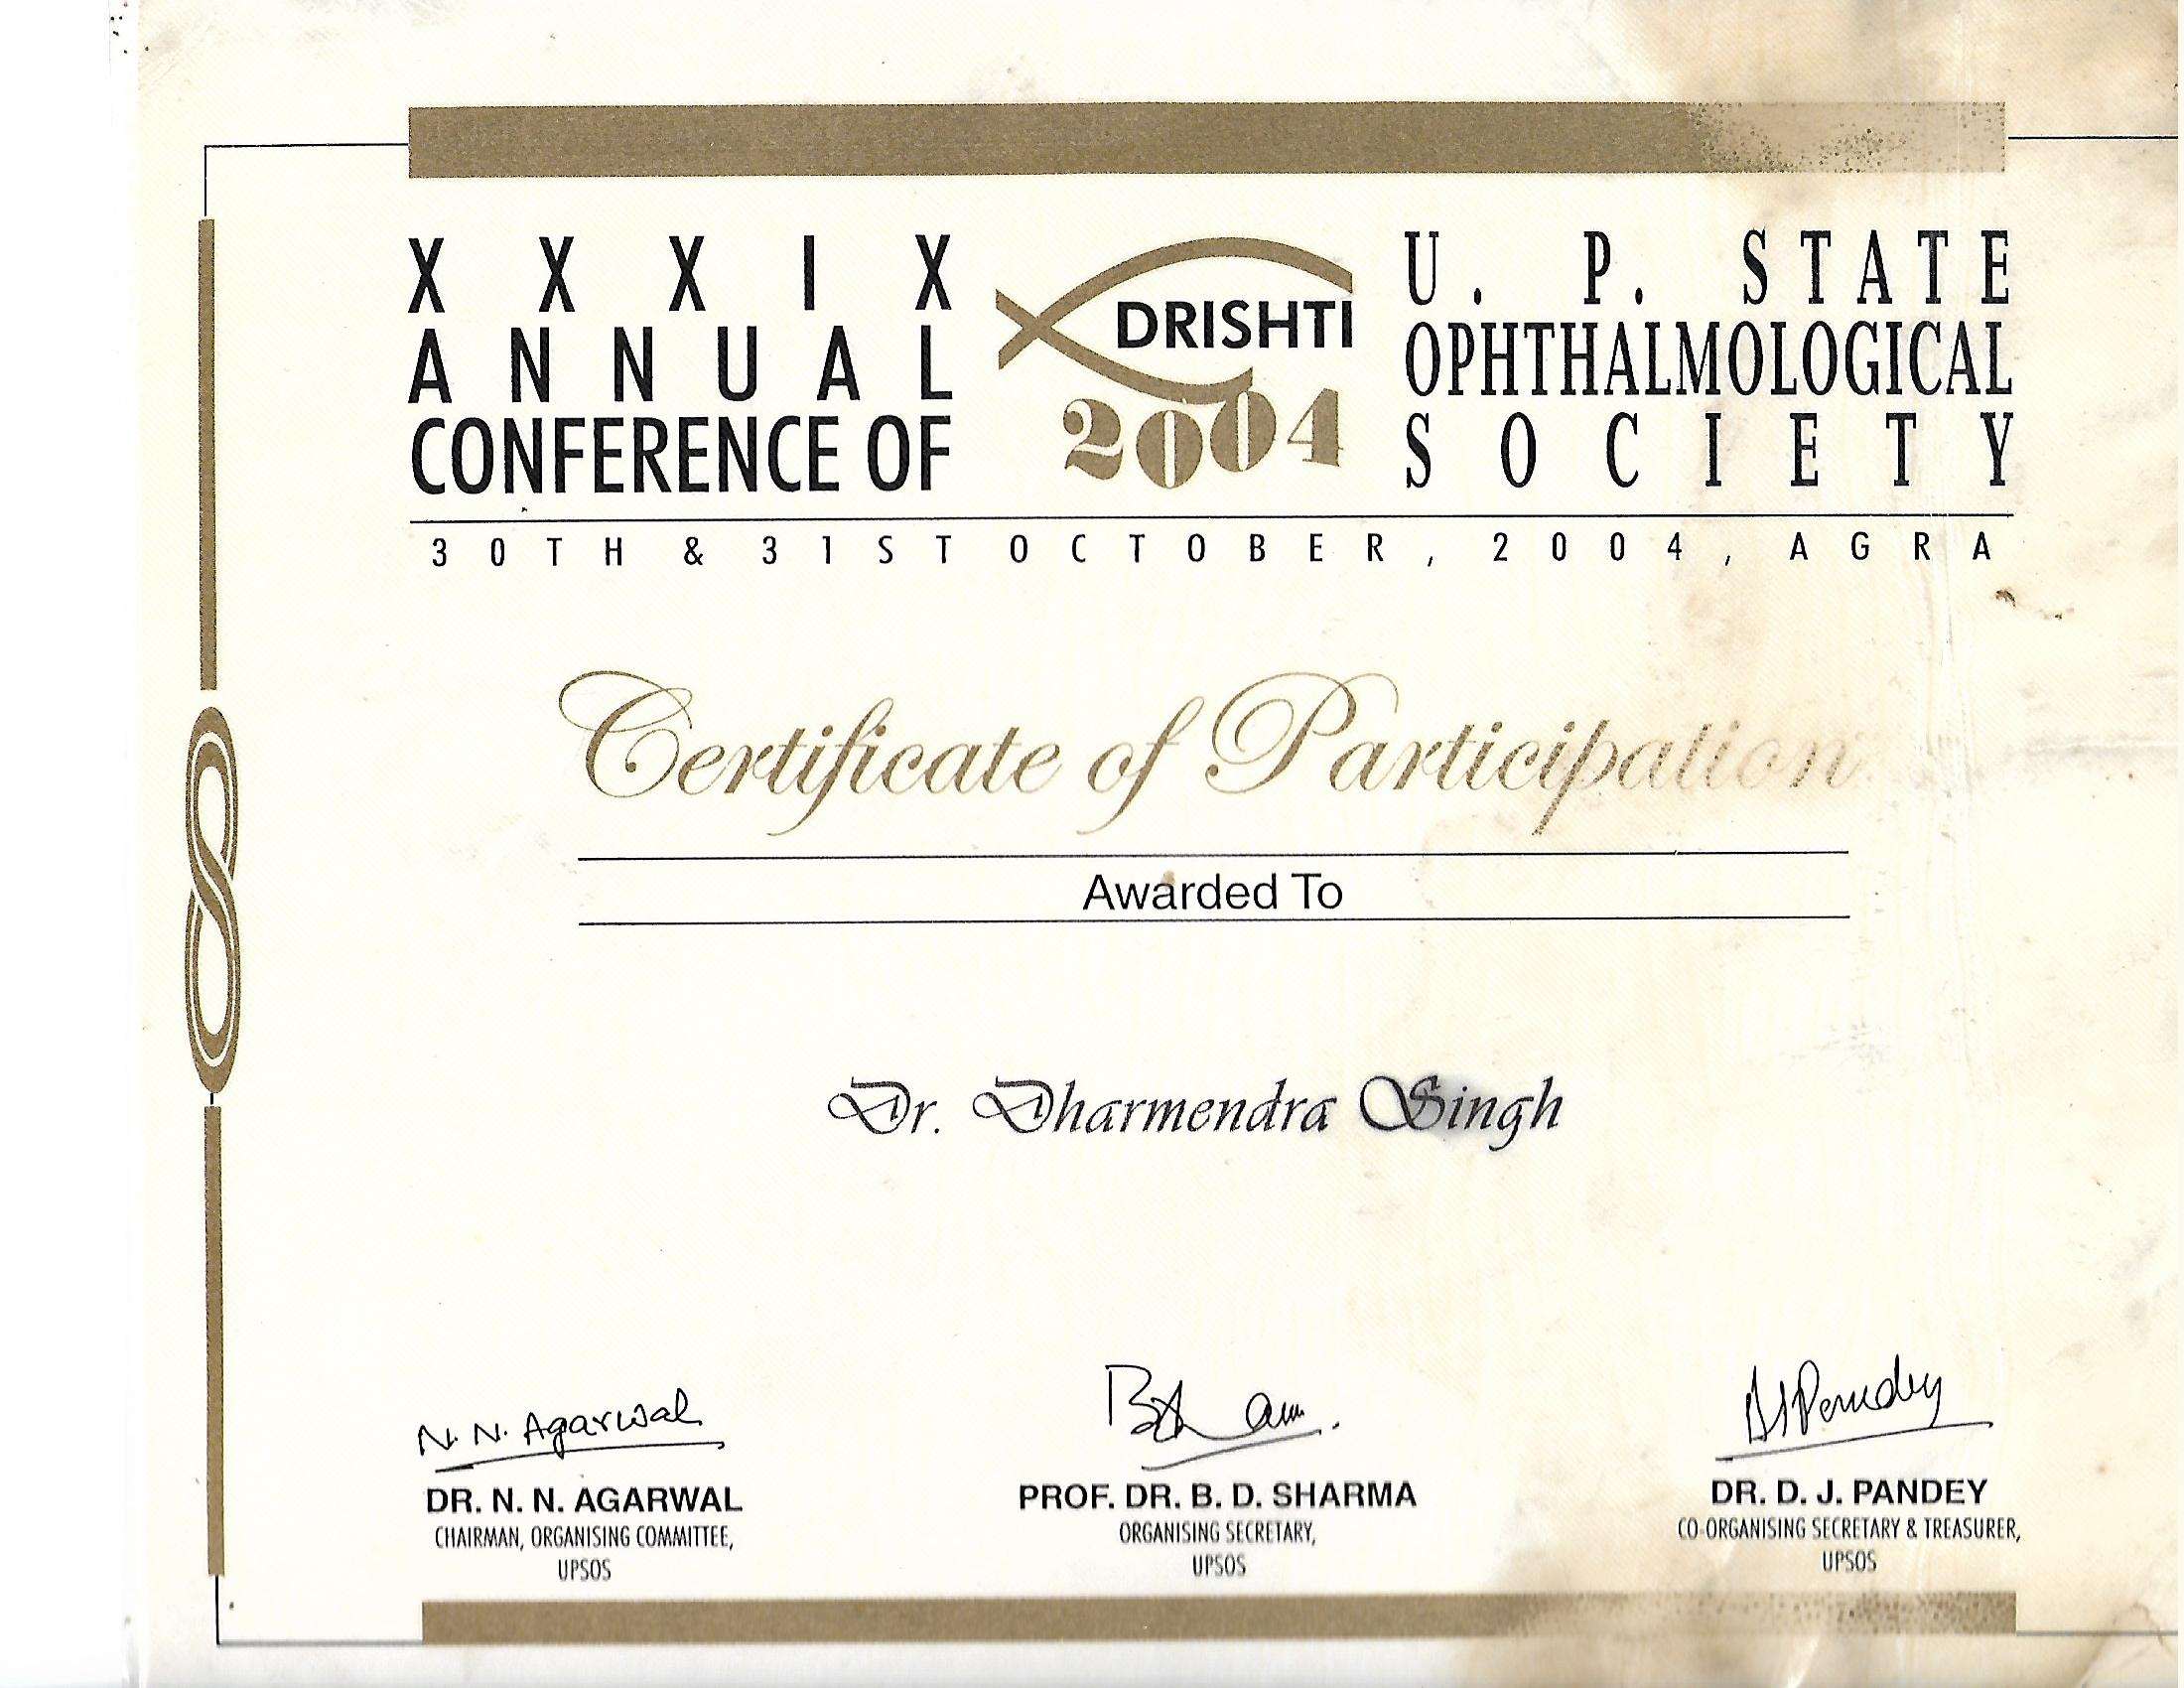 XXXIX
ANNUAL
CONFERENCE OF
DRISHTI
2004
U. P. STATE
OPHTHALMOLOGICAL
SOCIETY
30TH & 31ST OCTOBER, 2004, AGRA
Certificate of Participation
Awarded To
Dr. Dharmendra Singh
N. N. Agarwal
DR. N. N. AGARWAL
CHAIRMAN, ORGANISING COMMITTEE,
UPSOS
PROF. DR. B. D. SHARMA
ORGANISING SECRETARY,
UPSOS
DJPandey
DR. D. J. PANDEY
CO-ORGANISING SECRETARY & TREASURER,
UPSOS